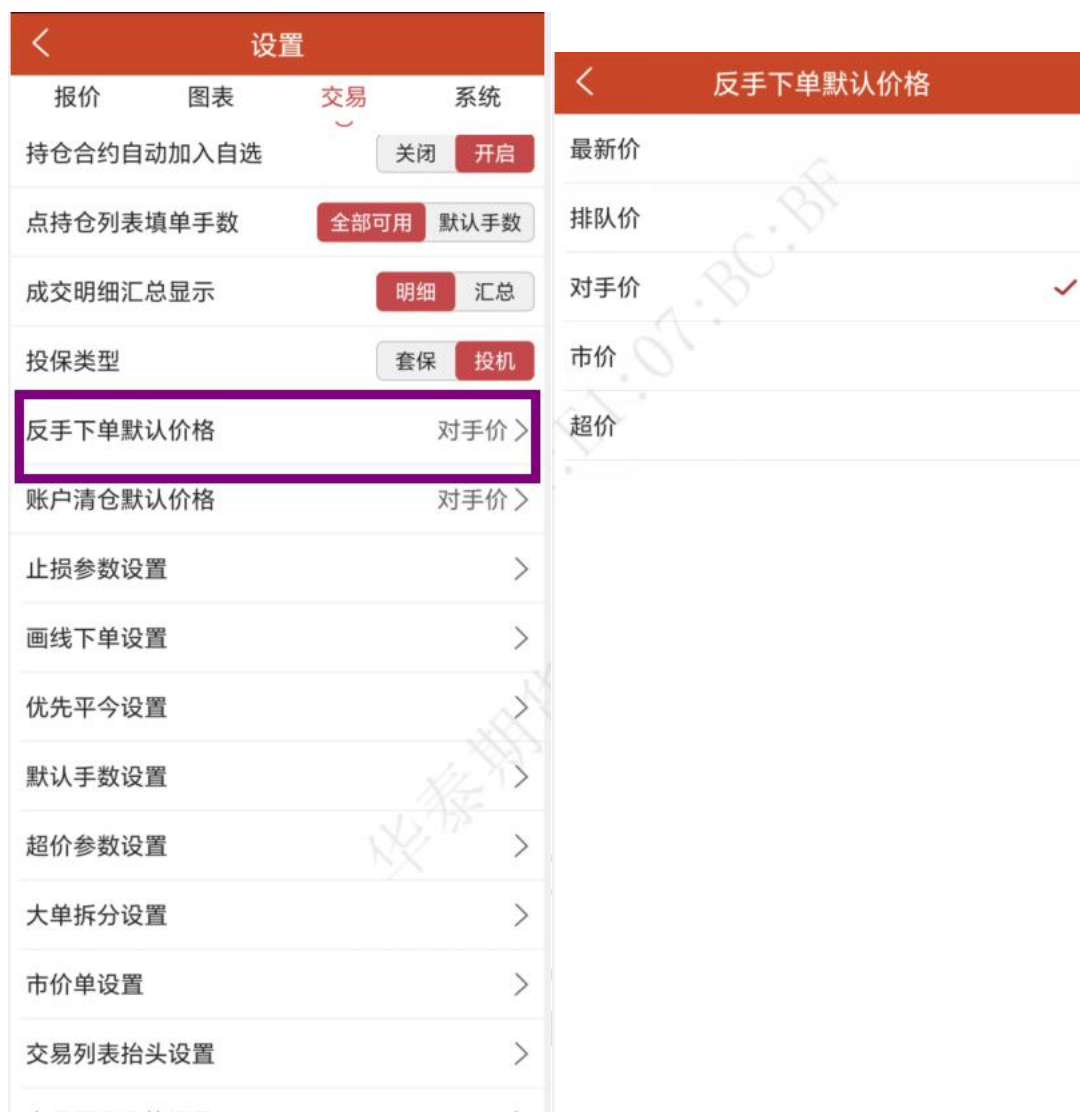 设置
报价 图表 交易 系统
持仓合约自动加入自选 关闭 开启
点持仓列表填单手数 全部可用 默认手数
成交明细汇总显示 明细 汇总
投保类型 套保 投机
反手下单默认价格 对手价
账户清仓默认价格 对手价
止损参数设置
画线下单设置
优先平今设置
默认手数设置
超价参数设置
大单拆分设置
市价单设置
交易列表抬头设置
华泰期
反手下单默认价格
最新价
排队价
对手价
市价
超价
:E1:07:BC:BF